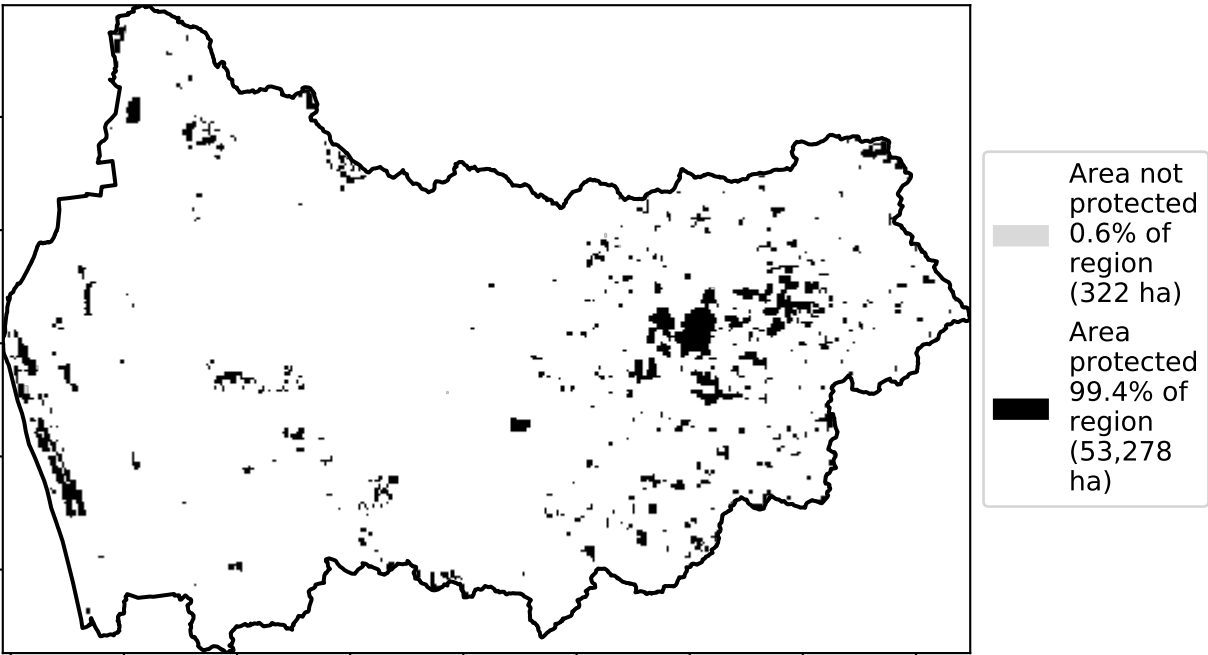 Area not
protected
0.6% of
region
(322 ha)
Area
protected
99.4% of
region
(53,278
ha)